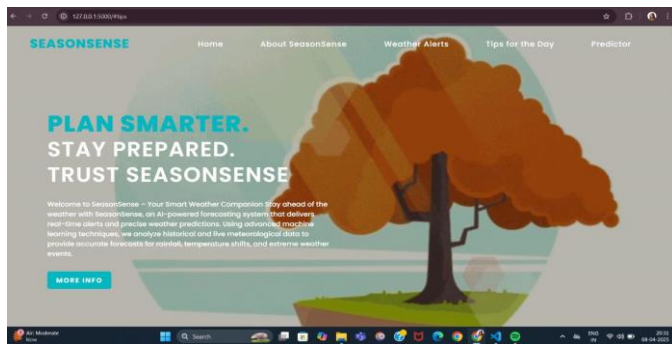 127.0.0.1:5000/#tips
SEASONSENSE
Home About SeasonSense Weather Alerts Tips for the Day Predictor
PLAN SMARTER.
STAY PREPARED.
TRUST SEASONSENSE
Welcome to SeasonSense – Your Smart Weather Companion Stay ahead of the
weather with SeasonSense, an AI-powered forecasting system that delivers
real-time alerts and precise weather predictions. Using advanced machine
learning techniques, we analyze historical and live meteorological data to
provide accurate forecasts for rainfall, temperature shifts, and extreme weather
events.
MORE INFO
Air: Moderate
Now
Search
ENG
IN
20:31